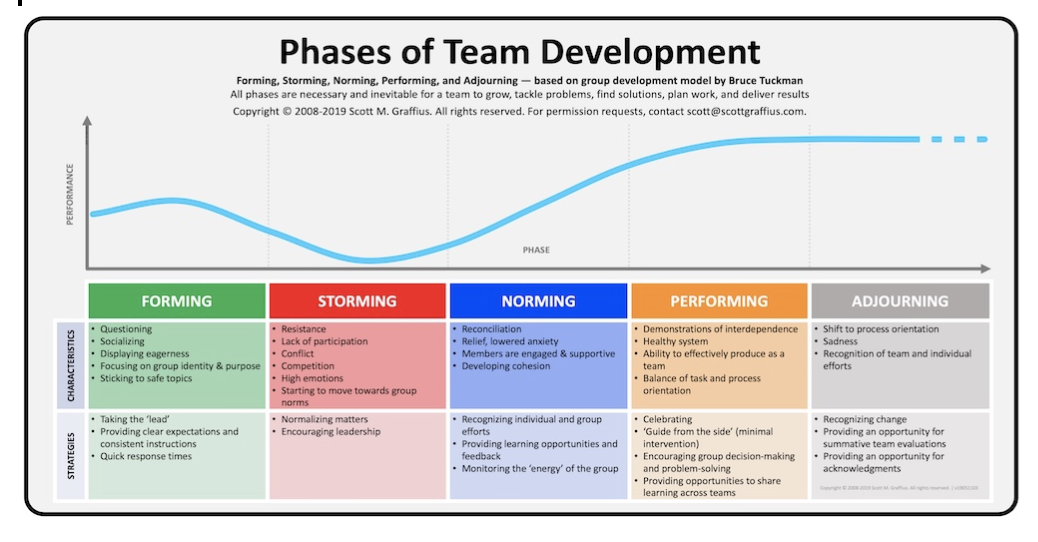 Phases of Team Development
Forming, Storming, Norming, Performing, and Adjourning — based on group development model by Bruce Tuckman
All phases are necessary and inevitable for a team to grow, tackle problems, find solutions, plan work, and deliver results
Copyright © 2008-2019 Scott M. Graffius. All rights reserved. For permission requests, contact scott@scottgraffius.com.
PERFORMANCE
PHASE
FORMING
STORMING
NORMING
PERFORMING
ADJOURNING
CHARACTERISTICS
• Questioning
• Socializing
• Displaying eagerness
• Focusing on group identity & purpose
• Sticking to safe topics
• Resistance
• Lack of participation
• Conflict
• Competition
• High emotions
• Starting to move towards group
norms
• Reconciliation
• Relief, lowered anxiety
• Members are engaged & supportive
• Developing cohesion
• Demonstrations of interdependence
• Healthy system
• Ability to effectively produce as a
team
• Balance of task and process
orientation
• Shift to process orientation
• Sadness
• Recognition of team and individual
efforts
STRATEGIES
• Taking the ‘lead’
• Providing clear expectations and
consistent instructions
• Quick response times
• Normalizing matters
• Encouraging leadership
• Recognizing individual and group
efforts
• Providing learning opportunities and
feedback
• Monitoring the ‘energy’ of the group
• Celebrating
• ‘Guide from the side’ (minimal
intervention)
• Encouraging group decision-making
and problem-solving
• Providing opportunities to share
learning across teams
• Recognizing change
• Providing an opportunity for
summative team evaluations
• Providing an opportunity for
acknowledgments
Copyright © 2008-2019 Scott M. Graffius. All rights reserved. |